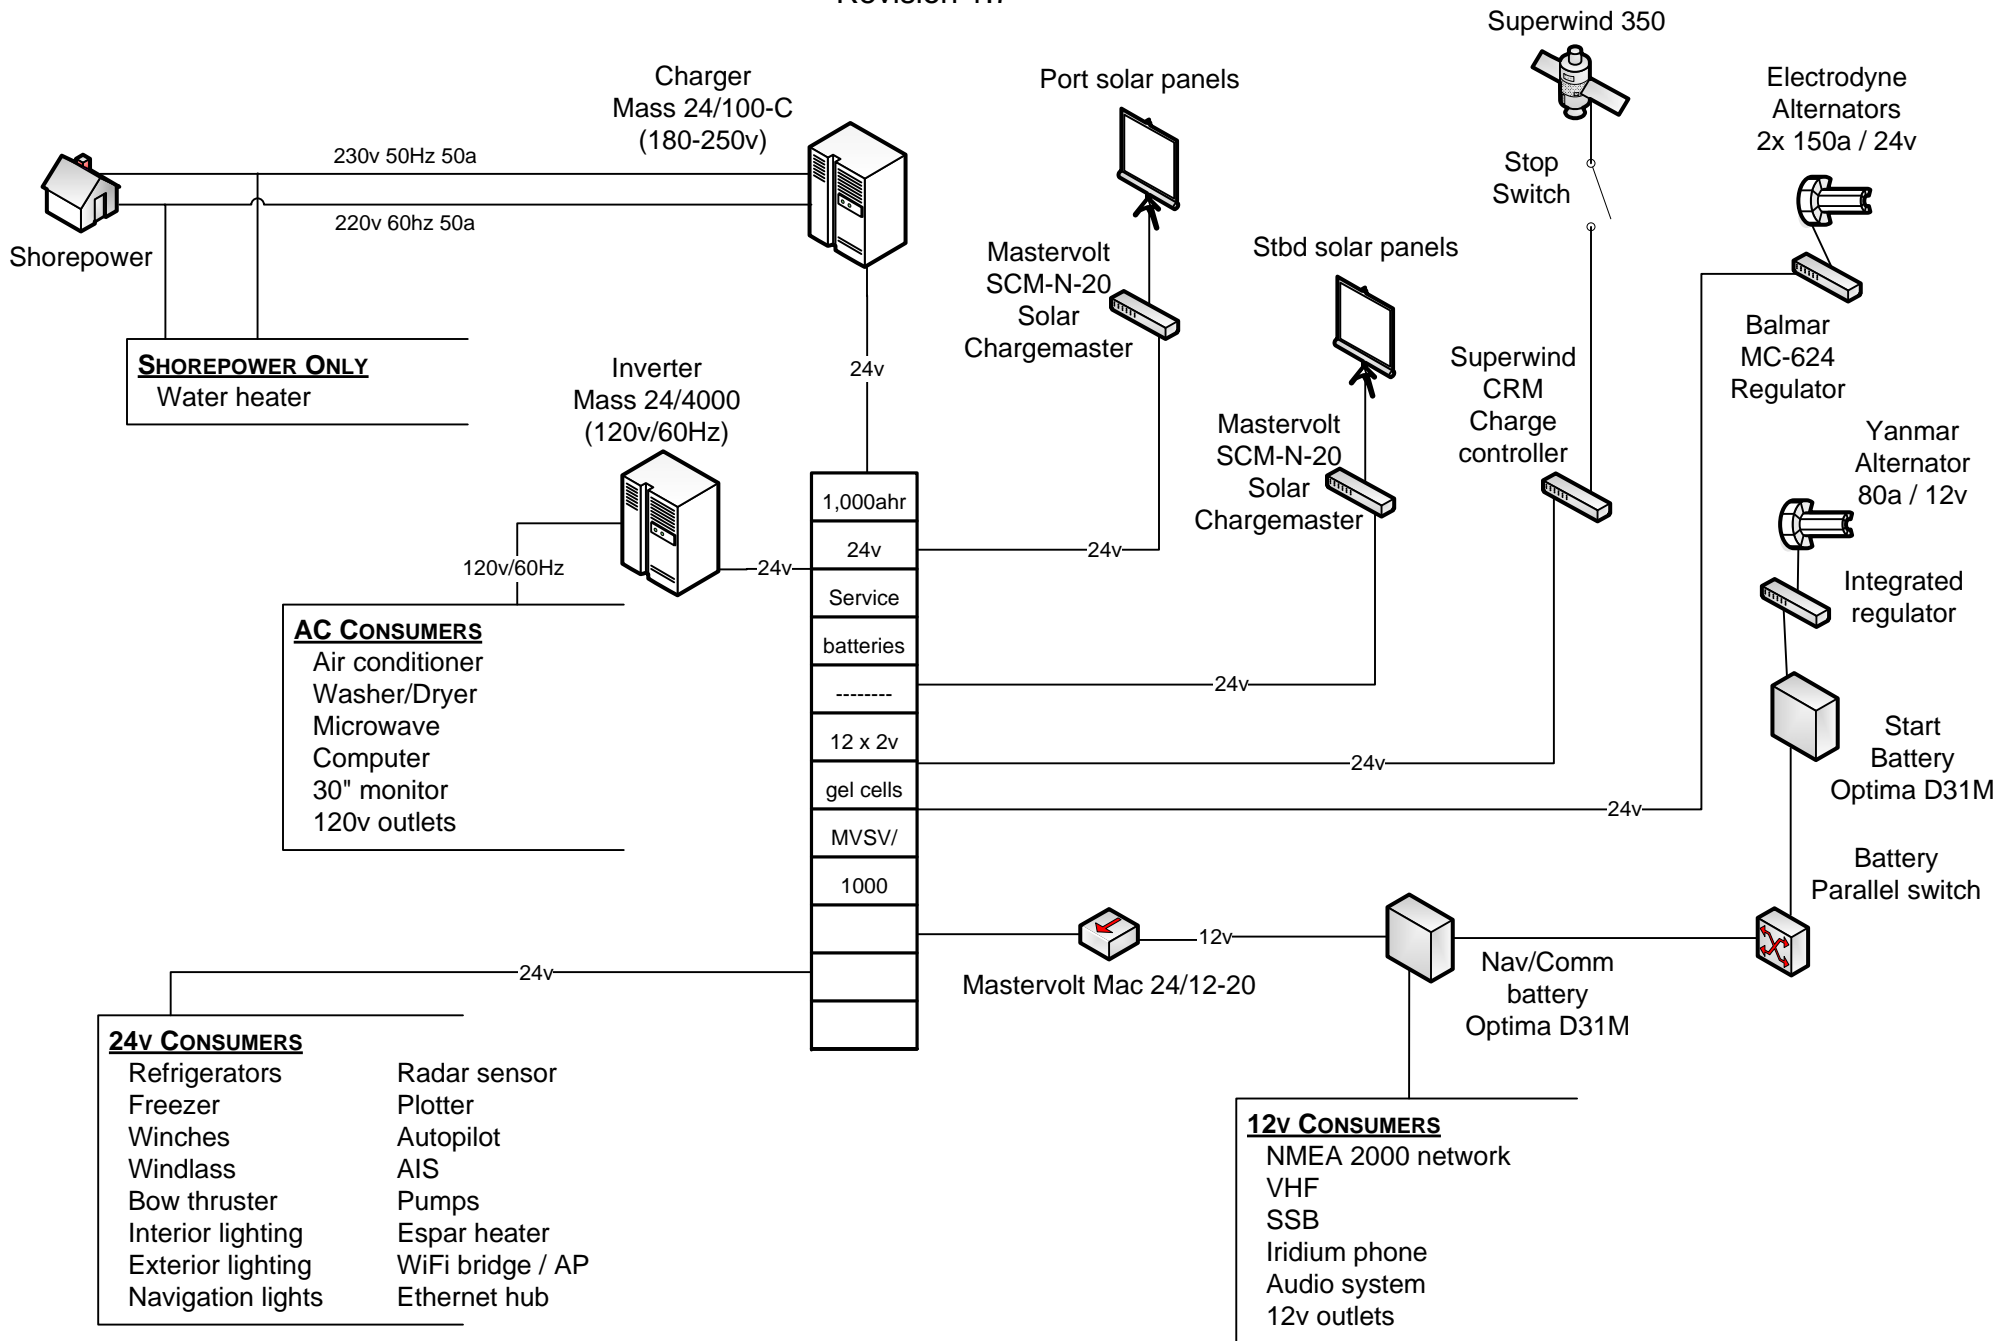 Superwind 350
Charger
Mass 24/100-C
(180-250v)
Port solar panels
Electrodyne
Alternators
2x 150a / 24v
230v 50Hz 50a
220v 60hz 50a
Shorepower
Stop
Switch
Mastervolt
SCM-N-20
Solar
Chargemaster
Stbd solar panels
Balmar
MC-624
Regulator
SHOREPOWER ONLY
Water heater
Inverter
Mass 24/4000
(120v/60Hz)
24v
Superwind
CRM
Charge
controller
Mastervolt
SCM-N-20
Solar
Chargemaster
Yanmar
Alternator
80a / 12v
120v/60Hz
24v
1,000ahr
24v
Service
batteries
--------
12 x 2v
gel cells
MVSV/
1000
24v
24v
24v
24v
Integrated
regulator
Start
Battery
Optima D31M
AC CONSUMERS
Air conditioner
Washer/Dryer
Microwave
Computer
30" monitor
120v outlets
Battery
Parallel switch
12v
Mastervolt Mac 24/12-20
Nav/Comm
battery
Optima D31M
24v
24V CONSUMERS
Refrigerators
Freezer
Winches
Windlass
Bow thruster
Interior lighting
Exterior lighting
Navigation lights
Radar sensor
Plotter
Autopilot
AIS
Pumps
Espar heater
WiFi bridge / AP
Ethernet hub
12V CONSUMERS
NMEA 2000 network
VHF
SSB
Iridium phone
Audio system
12v outlets